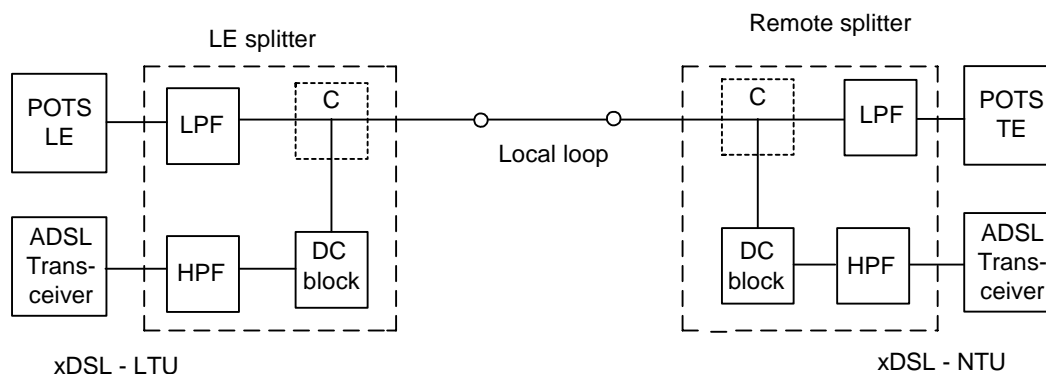 LE splitter
Remote splitter
POTS
LE
LPF
C
C
LPF
POTS
TE
Local loop
ADSL
Trans-
ceiver
HPF
DC
block
DC
block
HPF
ADSL
Trans-
ceiver
xDSL - LTU
xDSL - NTU